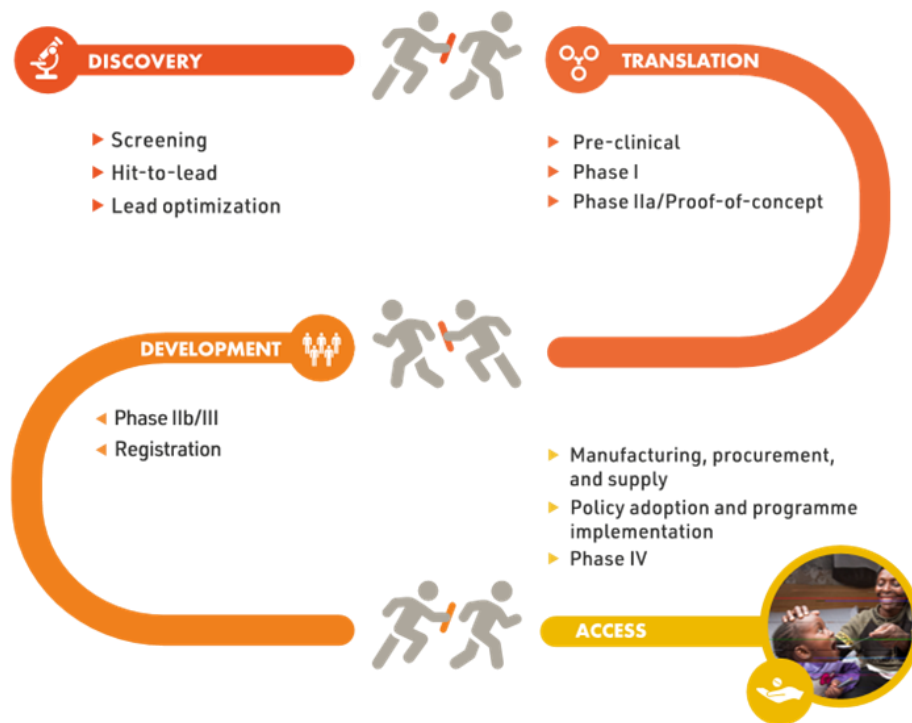 DISCOVERY
Screening
Hit-to-lead
Lead optimization
TRANSLATION
Pre-clinical
Phase I
Phase IIa/Proof-of-concept
DEVELOPMENT
Phase IIb/III
Registration
Manufacturing, procurement,
and supply
Policy adoption and programme
implementation
Phase IV
ACCESS